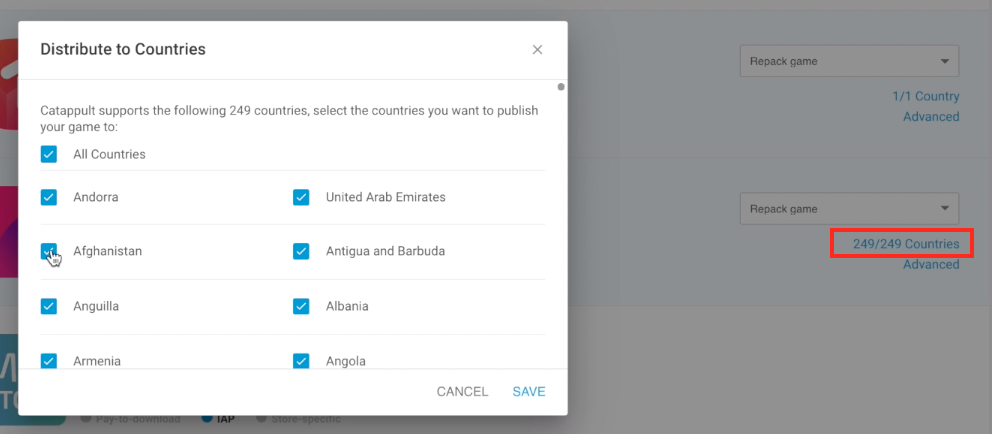 Distribute to Countries
Catappult supports the following 249 countries, select the countries you want to publish
your game to:
All Countries
Andorra
United Arab Emirates
Afghanistan
Antigua and Barbuda
Anguilla
Albania
Armenia
Angola
CANCEL
SAVE
Repack game
1/1 Country
Advanced
Repack game
249/249 Countries
Advanced
Pay-to-download
IAP
Store-specific